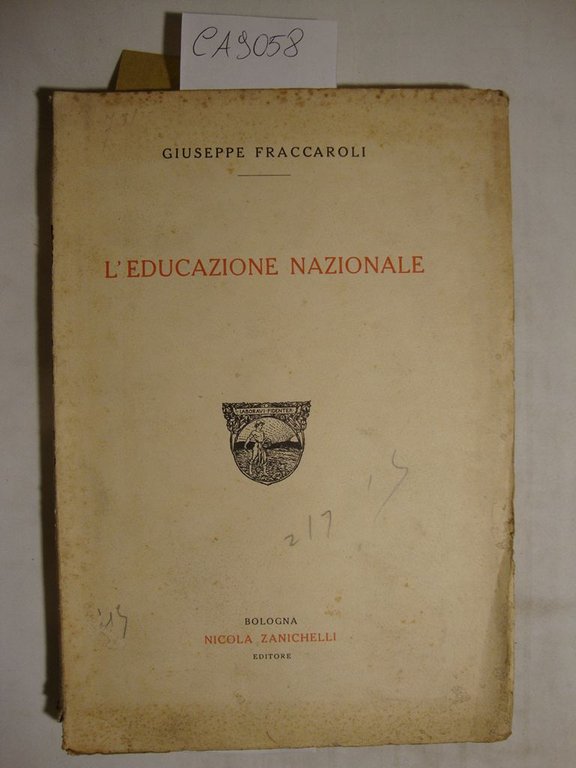 CA9058
GIUSEPPE FRACCAROLI
L'EDUCAZIONE NAZIONALE
LABORAVI FIDENTER
217
BOLOGNA
NICOLA ZANICHELLI
EDITORE